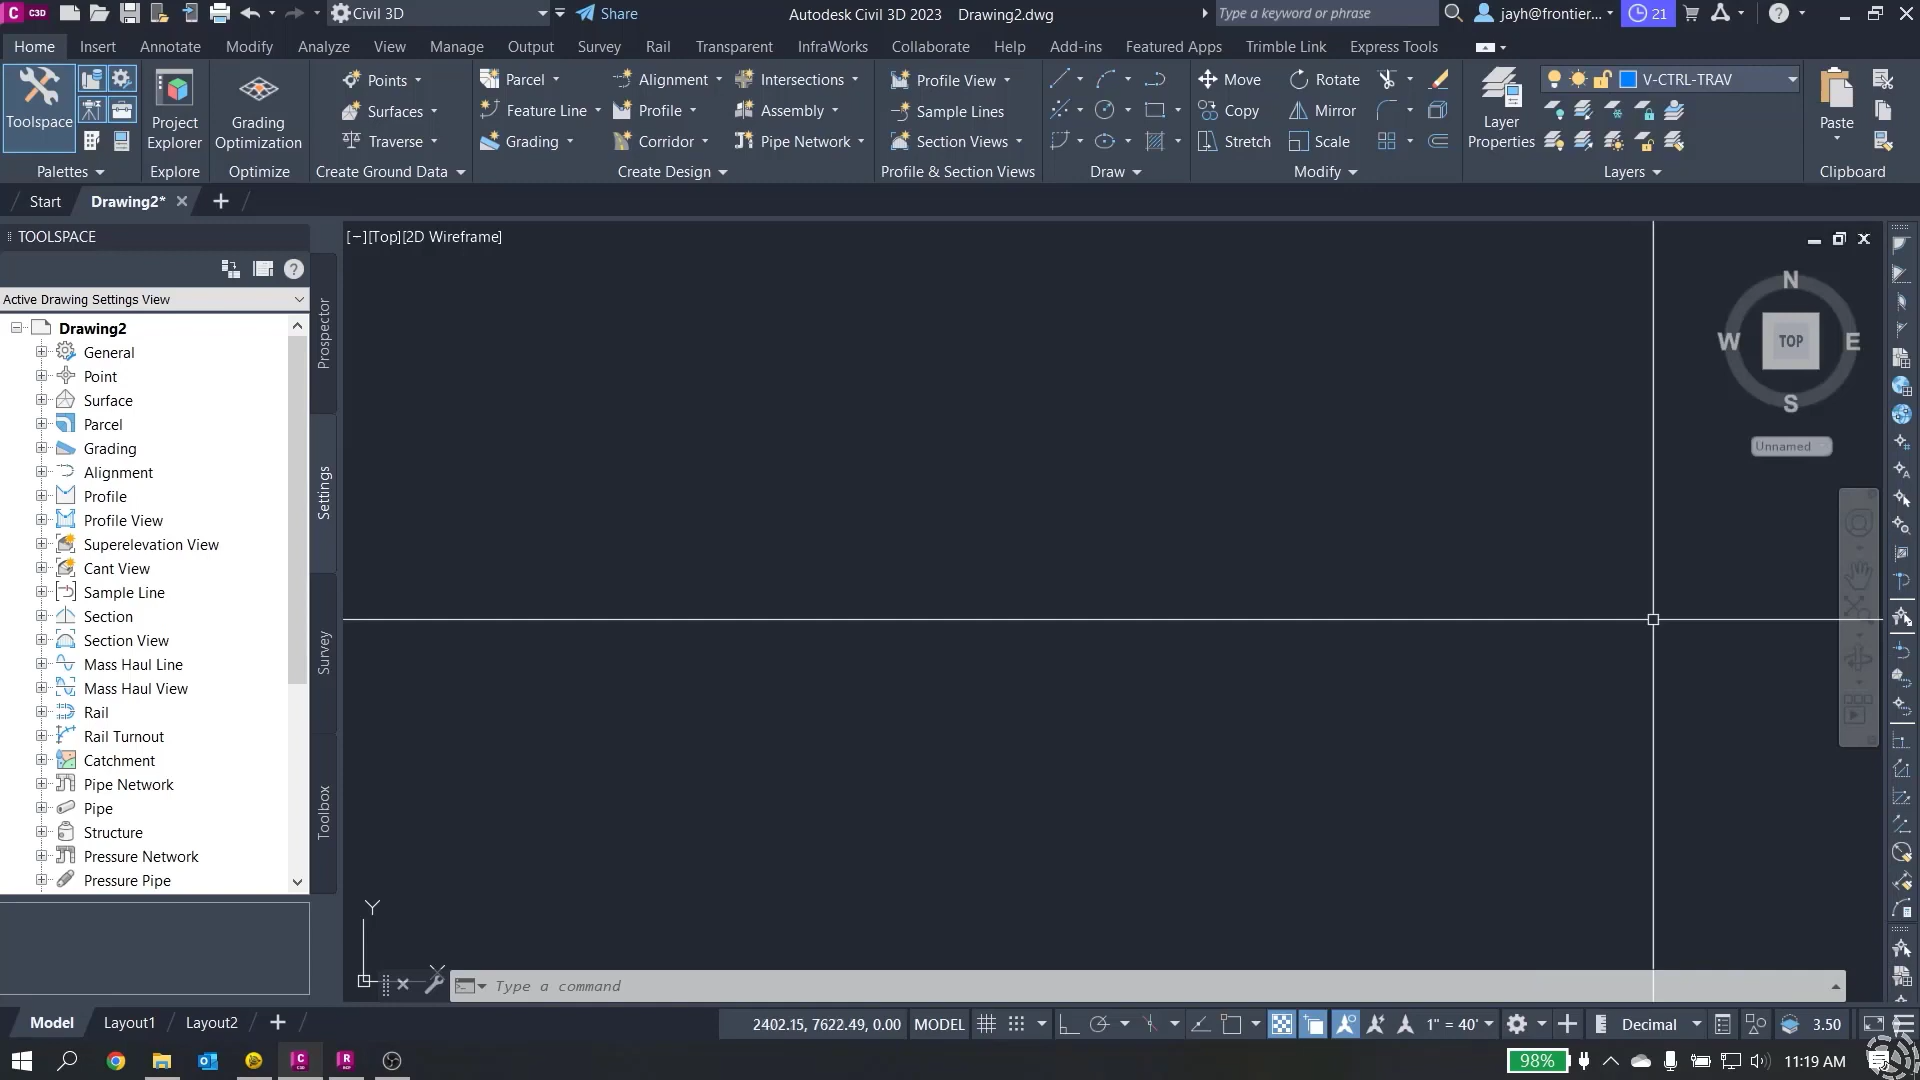 C3D Civil 3D Share Autodesk Civil 3D 2023 Drawing2.dwg Type a keyword or phrase jayh@frontier... 21
Home Insert Annotate Modify Analyze View Manage Output Survey Rail Transparent InfraWorks Collaborate Help Add-ins Featured Apps Trimble Link Express Tools
Points Parcel Alignment Intersections Profile View Move Rotate V-CTRL-TRAV
Toolspace Project Explorer Grading Optimization Surfaces Feature Line Profile Assembly Sample Lines Copy Mirror Layer Properties Paste
Traverse Grading Corridor Pipe Network Section Views Stretch Scale
Palettes Explore Optimize Create Ground Data Create Design Profile & Section Views Draw Modify Layers Clipboard
Start Drawing2*
TOOLSPACE
[−][Top][2D Wireframe]
Active Drawing Settings View
Drawing2
General
Point
Surface
Parcel
Grading
Alignment
Profile
Profile View
Superelevation View
Cant View
Sample Line
Section
Section View
Mass Haul Line
Mass Haul View
Rail
Rail Turnout
Catchment
Pipe Network
Pipe
Structure
Pressure Network
Pressure Pipe
Prospector
Settings
Survey
Toolbox
N
W TOP E
S
Unnamed
Y
X
Type a command
Model Layout1 Layout2 2402.15, 7622.49, 0.00 MODEL 1" = 40' Decimal 3.50
98% 11:19 AM